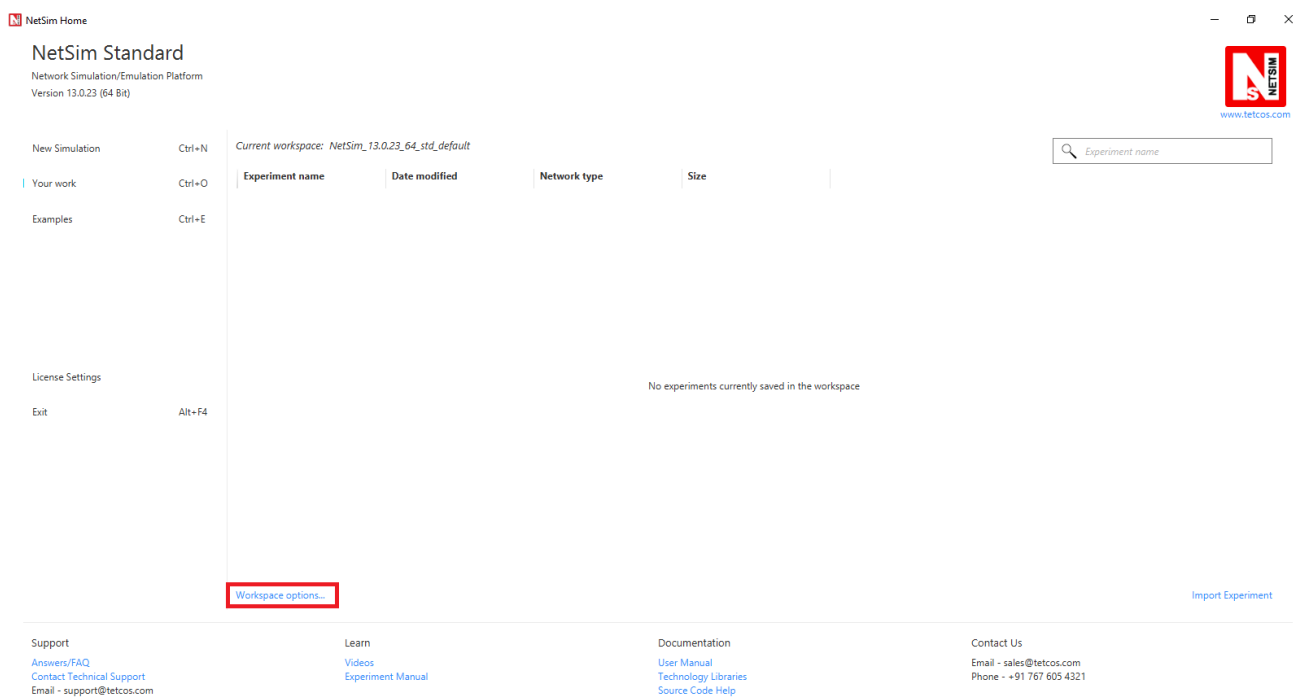 NetSim Home
NetSim Standard
Network Simulation/Emulation Platform
Version 13.0.23 (64 Bit)
NETSIM
www.tetcos.com
New Simulation Ctrl+N
Your work Ctrl+O
Examples Ctrl+E
License Settings
Exit Alt+F4
Current workspace: NetSim_13.0.23_64_std_default
Experiment name
Experiment name Date modified Network type Size
No experiments currently saved in the workspace
Workspace options...
Import Experiment
Support
Answers/FAQ
Contact Technical Support
Email - support@tetcos.com
Learn
Videos
Experiment Manual
Documentation
User Manual
Technology Libraries
Source Code Help
Contact Us
Email - sales@tetcos.com
Phone - +91 767 605 4321